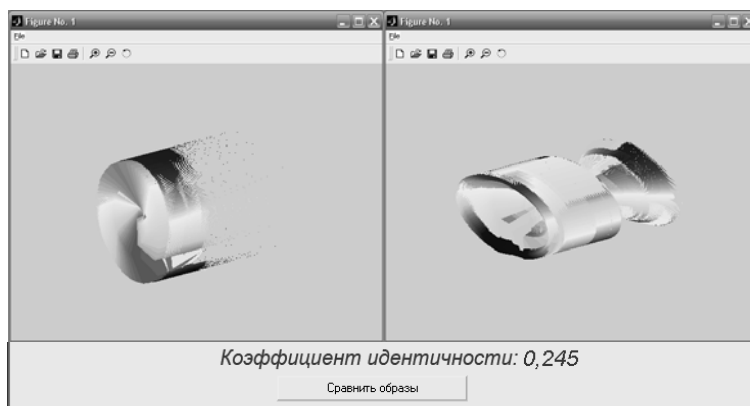 Figure No. 1
File
Figure No. 1
File
Коэффициент идентичности: 0,245
Сравнить образы